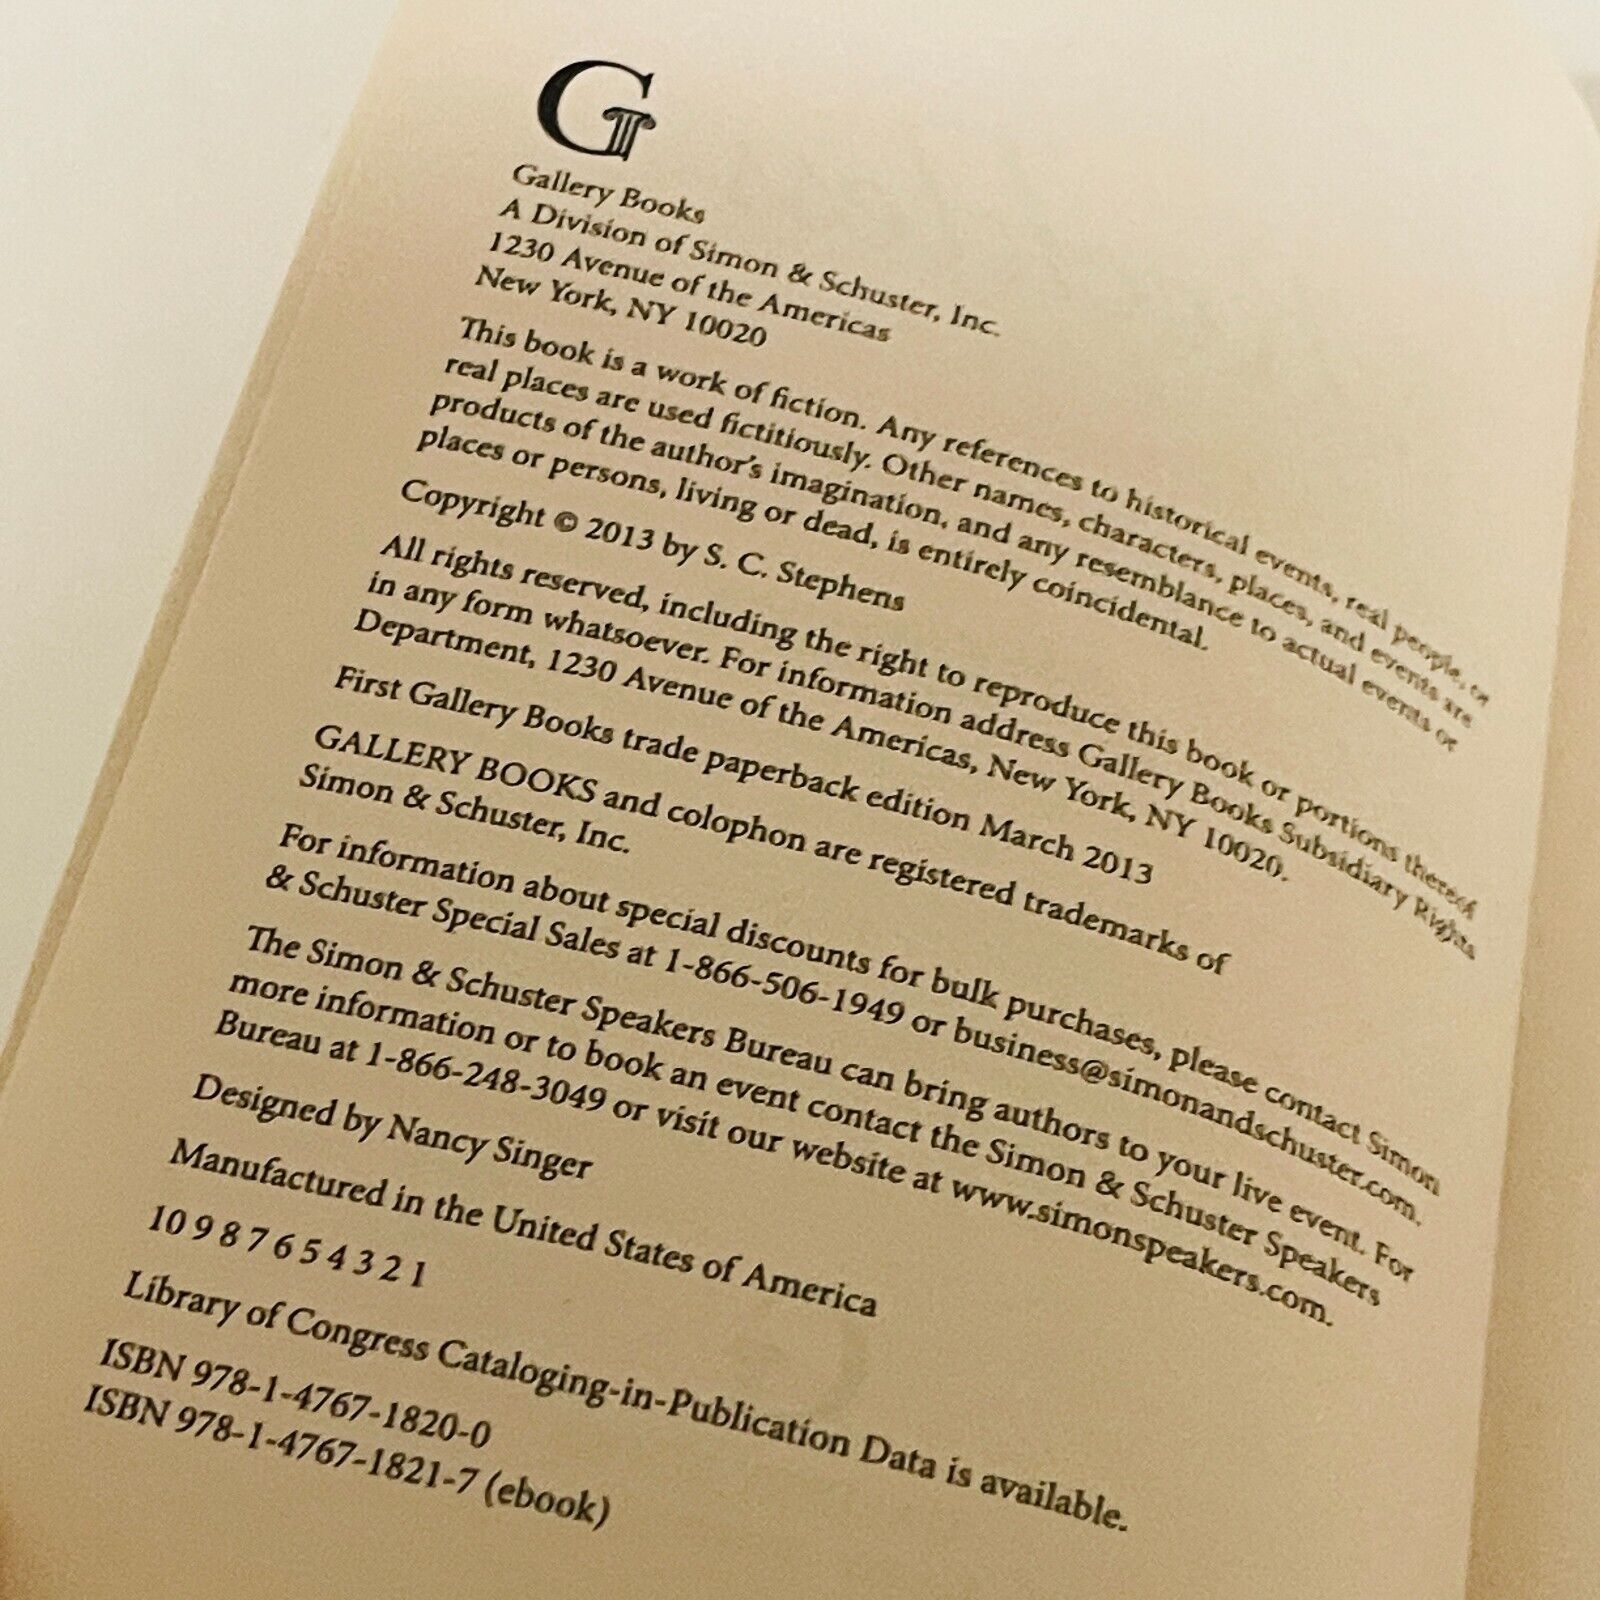 G
Gallery Books
A Division of Simon & Schuster, Inc.
1230 Avenue of the Americas
New York, NY 10020
This book is a work of fiction. Any references to historical events, real people, or
real places are used fictitiously. Other names, characters, places, and events are
products of the author's imagination, and any resemblance to actual events or
places or persons, living or dead, is entirely coincidental.
Copyright © 2013 by S. C. Stephens
All rights reserved, including the right to reproduce this book or portions thereof
in any form whatsoever. For information address Gallery Books Subsidiary Rights
Department, 1230 Avenue of the Americas, New York, NY 10020.
First Gallery Books trade paperback edition March 2013
GALLERY BOOKS and colophon are registered trademarks of
Simon & Schuster, Inc.
For information about special discounts for bulk purchases, please contact Simon
& Schuster Special Sales at 1-866-506-1949 or business@simonandschuster.com.
The Simon & Schuster Speakers Bureau can bring authors to your live event. For
more information or to book an event contact the Simon & Schuster Speakers
Bureau at 1-866-248-3049 or visit our website at www.simonspeakers.com.
Designed by Nancy Singer
Manufactured in the United States of America
10 9 8 7 6 5 4 3 2 1
Library of Congress Cataloging-in-Publication Data is available.
ISBN 978-1-4767-1820-0
ISBN 978-1-4767-1821-7 (ebook)